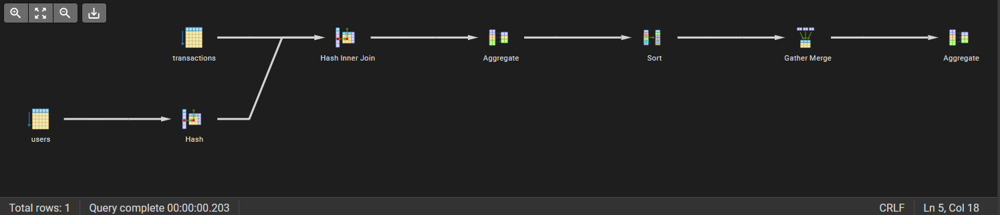 transactions
Hash Inner Join
Aggregate
Sort
Gather Merge
Aggregate
users
Hash
Total rows: 1
Query complete 00:00:00.203
CRLF
Ln 5, Col 18